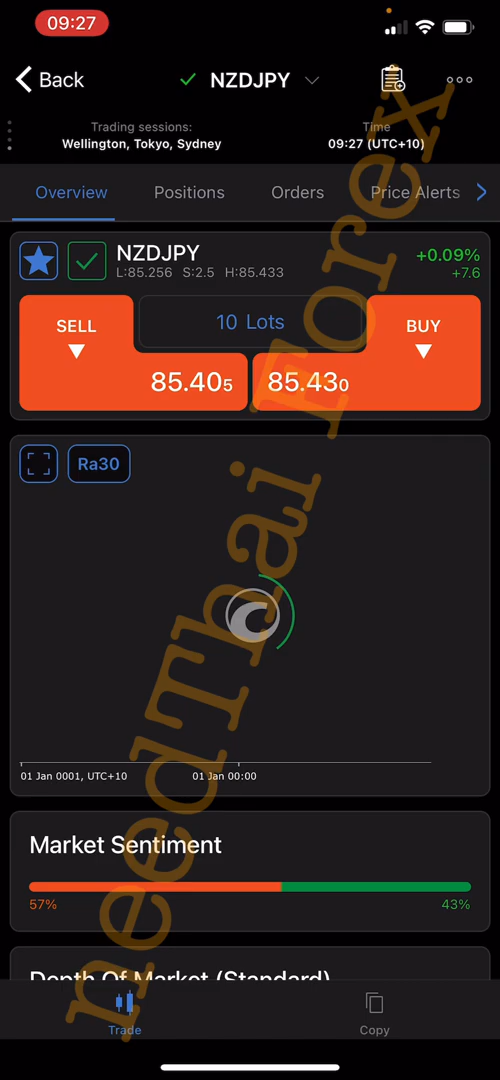 09:27
Back
NZDJPY
Trading sessions:
Wellington, Tokyo, Sydney
Time
09:27 (UTC+10)
Overview
Positions
Orders
Price Alerts
NZDJPY
L:85.256 S:2.5 H:85.433
+0.09%
+7.6
SELL
10 Lots
BUY
85.405
85.430
Ra30
01 Jan 0001, UTC+10
01 Jan 00:00
Market Sentiment
57%
43%
Depth Of Market (Standard)
Trade
Copy
needThai Forex